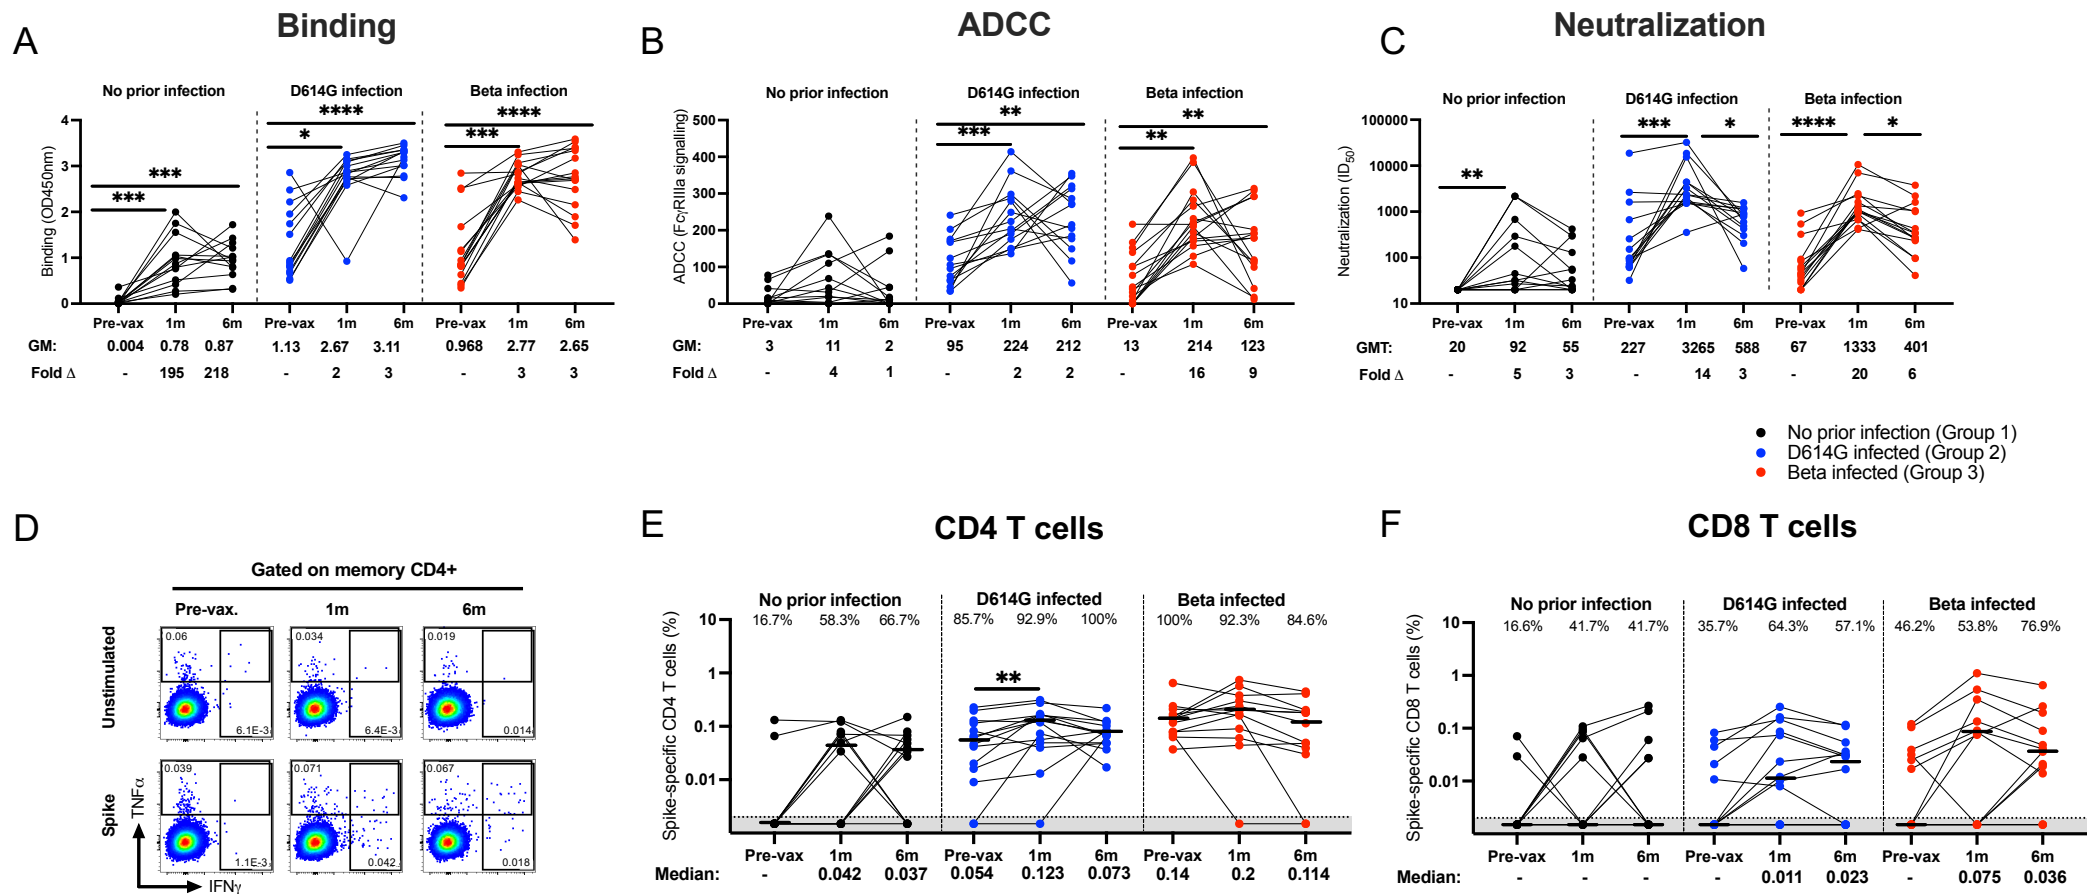 A
Binding
No prior infection
D614G infection
Beta infection
****
****
*
***
***
***
Binding (OD450nm)
4
3
2
1
0
Pre-vax 1m 6m Pre-vax 1m 6m Pre-vax 1m 6m
GM: 0.004 0.78 0.87 1.13 2.67 3.11 0.968 2.77 2.65
Fold Δ - 195 218 - 2 3 - 3 3
B
ADCC
No prior infection
D614G infection
Beta infection
**
**
***
**
ADCC (FcγRIIIa signalling)
500
400
300
200
100
0
Pre-vax 1m 6m Pre-vax 1m 6m Pre-vax 1m 6m
GM: 3 11 2 95 224 212 13 214 123
Fold Δ - 4 1 - 2 2 - 16 9
C
Neutralization
No prior infection
D614G infection
Beta infection
*** * **** *
**
Neutralization (ID50)
100000
10000
1000
100
10
Pre-vax 1m 6m Pre-vax 1m 6m Pre-vax 1m 6m
GMT: 20 92 55 227 3265 588 67 1333 401
Fold Δ - 5 3 - 14 3 - 20 6
No prior infection (Group 1)
D614G infected (Group 2)
Beta infected (Group 3)
D
Gated on memory CD4+
Pre-vax. 1m 6m
Unstimulated
0.06 0.034 0.019
6.1E-3 6.4E-3 0.014
Spike
0.039 0.071 0.067
1.1E-3 0.042 0.018
TNFα
IFNγ
E
CD4 T cells
No prior infection D614G infected Beta infected
16.7% 58.3% 66.7% 85.7% 92.9% 100% 100% 92.3% 84.6%
**
Spike-specific CD4 T cells (%)
10
1
0.1
0.01
Pre-vax 1m 6m Pre-vax 1m 6m Pre-vax 1m 6m
Median: - 0.042 0.037 0.054 0.123 0.073 0.14 0.2 0.114
F
CD8 T cells
No prior infection D614G infected Beta infected
16.6% 41.7% 41.7% 35.7% 64.3% 57.1% 46.2% 53.8% 76.9%
Spike-specific CD8 T cells (%)
10
1
0.1
0.01
Pre-vax 1m 6m Pre-vax 1m 6m Pre-vax 1m 6m
Median: - - - - 0.011 0.023 - 0.075 0.036